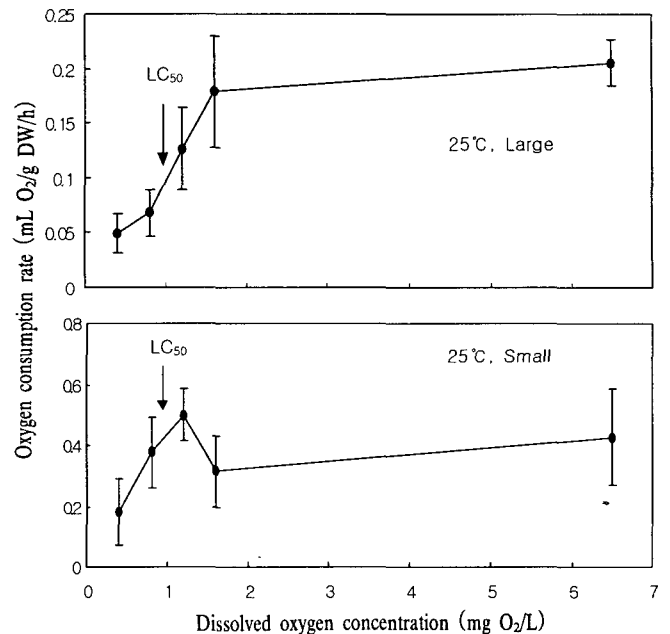 Oxygen consumption rate (mL O₂/g DW/h)
0.25
0.2
0.15
0.1
0.05
0
LC₅₀
25℃, Large
0.8
0.6
0.4
0.2
0
LC₅₀
25℃, Small
0 1 2 3 4 5 6 7
Dissolved oxygen concentration (mg O₂/L)